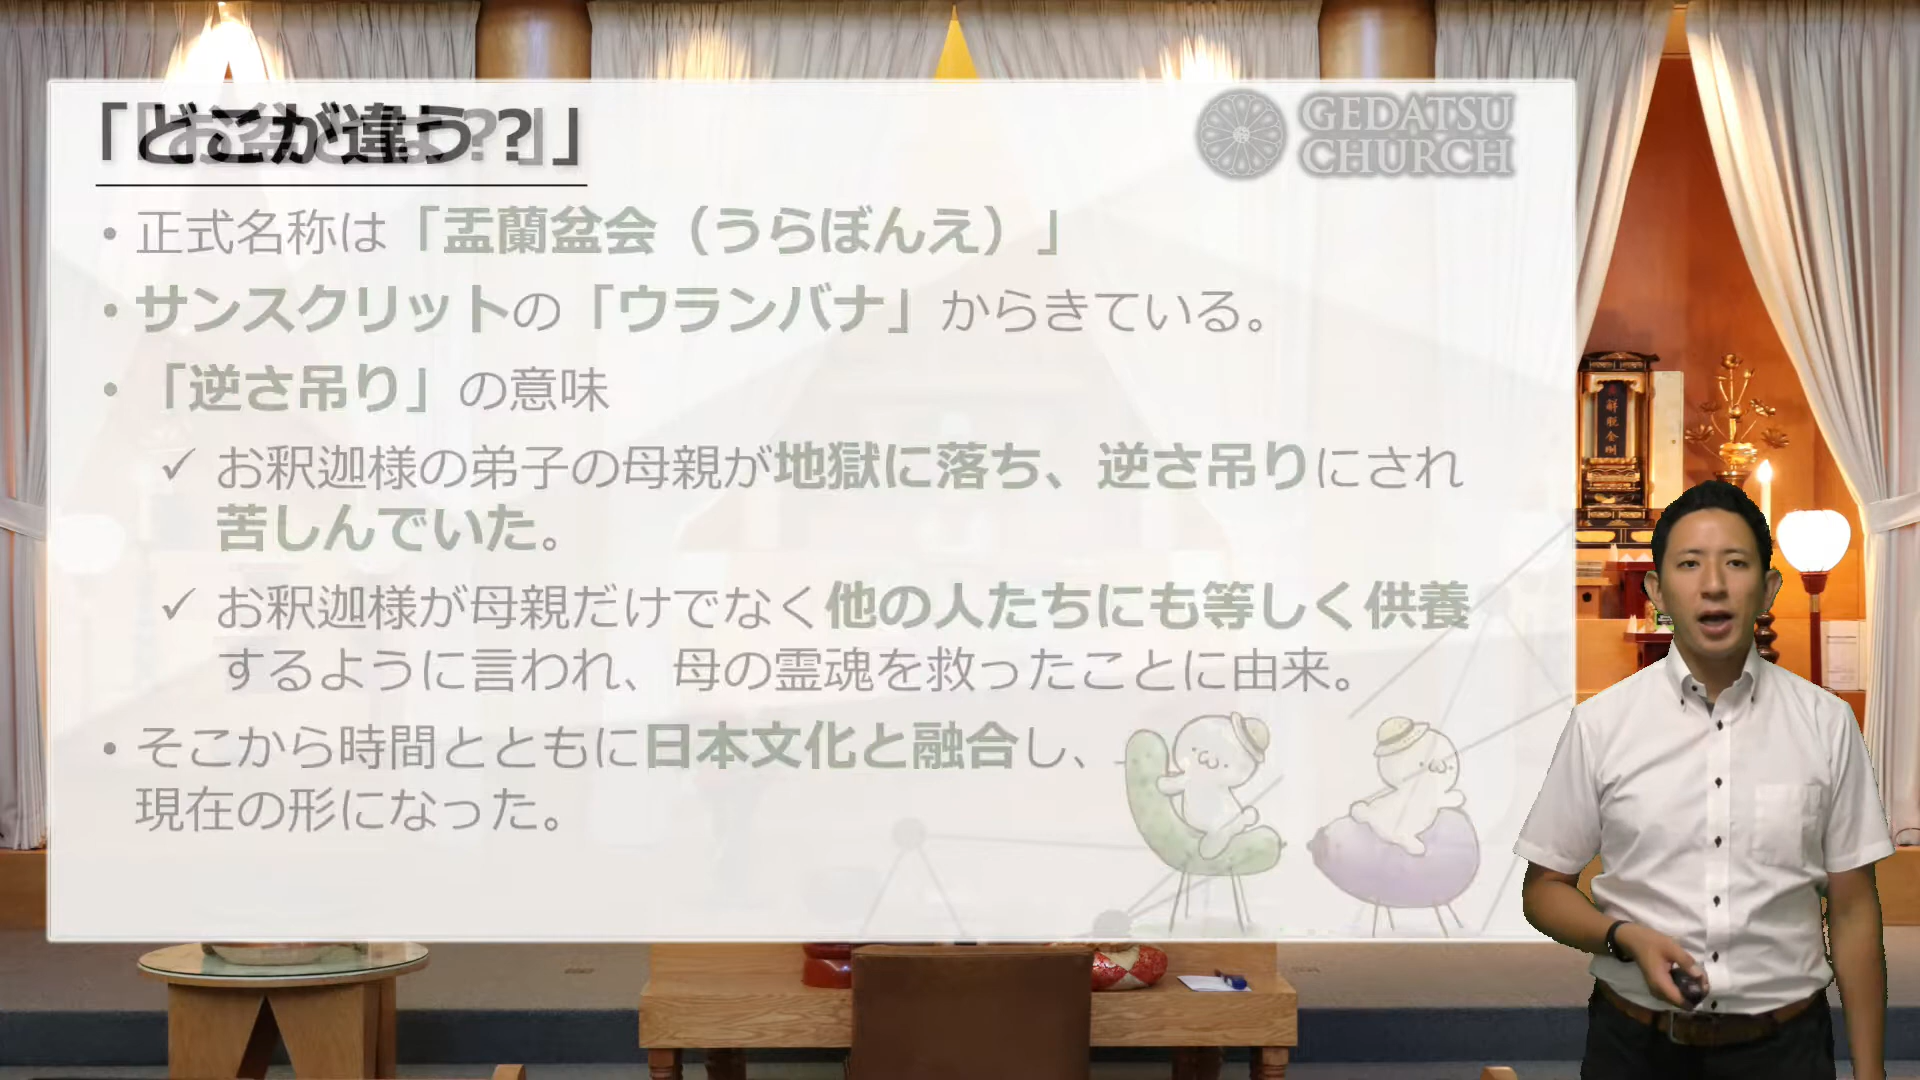 「どこが違う??」
GEDATSU
CHURCH
• 正式名称は「盂蘭盆会(うらぼんえ)」
• サンスクリットの「ウランバナ」からきている。
• 「逆さ吊り」の意味
✓ お釈迦様の弟子の母親が地獄に落ち、逆さ吊りにされ
苦しんでいた。
✓ お釈迦様が母親だけでなく他の人たちにも等しく供養
するように言われ、母の霊魂を救ったことに由来。
• そこから時間とともに日本文化と融合し、
現在の形になった。
解脱金剛